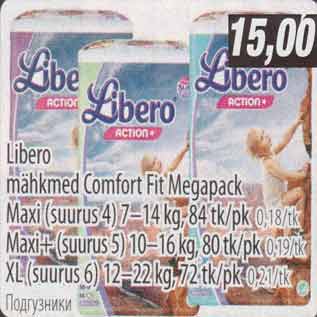 15,00
Libero
ACTION+
Libero
ACTION+
Libero
ACTION+
Libero
mähkmed Comfort Fit Megapack
Maxi (suurus 4) 7–14 kg, 84 tk/pk 0,18/tk
Maxi+ (suurus 5) 10–16 kg, 80 tk/pk 0,19/tk
XL (suurus 6) 12–22 kg, 72 tk/pk 0,21/tk
Подгузники